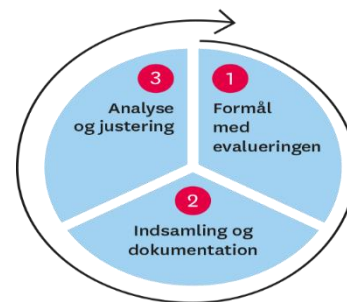 1
Formål
med
evalueringen
2
Indsamling og
dokumentation
3
Analyse
og justering